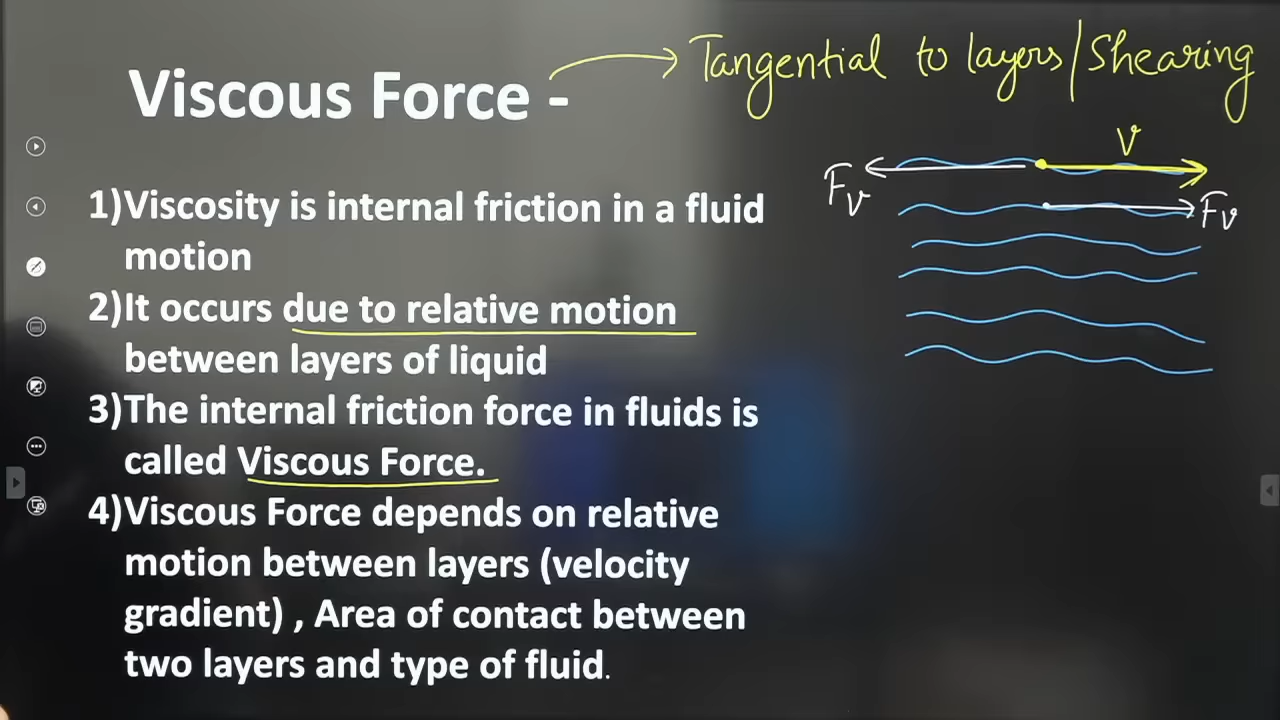 Tangential to layers/Shearing
Viscous Force -
V
Fv
Fv
1)Viscosity is internal friction in a fluid
motion
2)It occurs due to relative motion
between layers of liquid
3)The internal friction force in fluids is
called Viscous Force.
4)Viscous Force depends on relative
motion between layers (velocity
gradient) , Area of contact between
two layers and type of fluid.